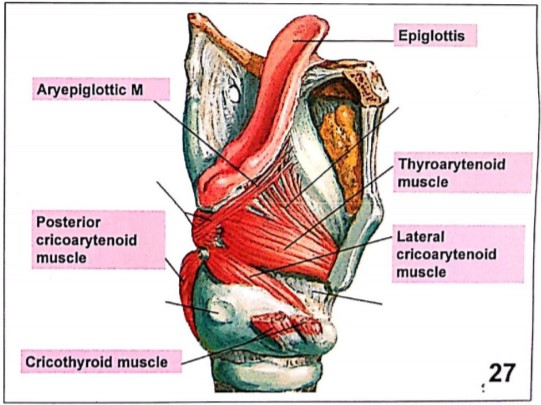 Epiglottis
Aryepiglottic M
Thyroarytenoid
muscle
Posterior
cricoarytenoid
muscle
Lateral
cricoarytenoid
muscle
Cricothyroid muscle
27